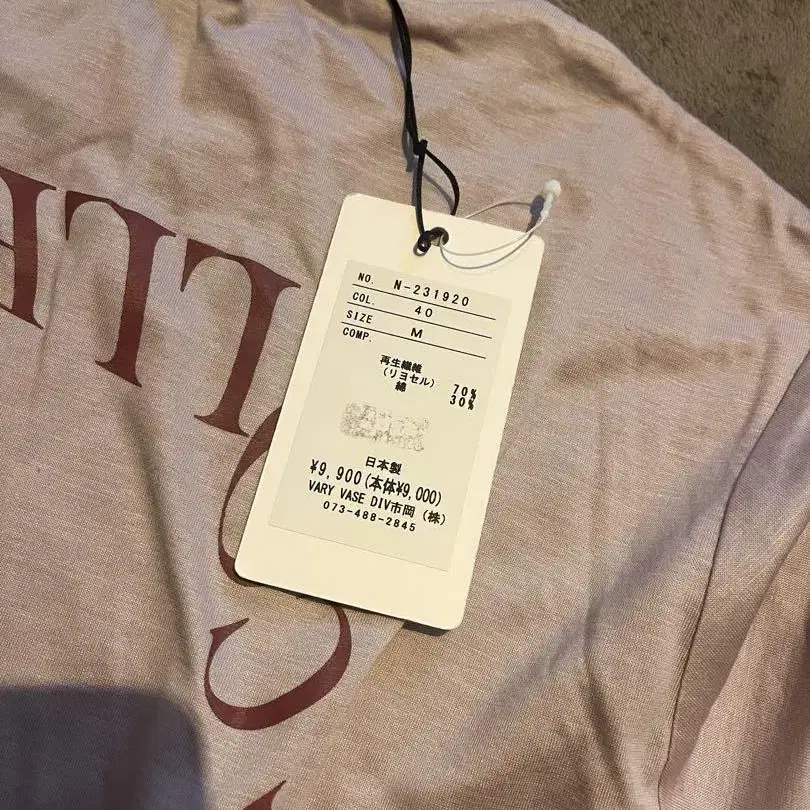 NO. N-231920
COL. 40
SIZE M
COMP.
再生繊維
(リヨセル) 70%
綿 30%
日本製
¥9,900(本体¥9,000)
VARY VASE DIV市岡(株)
073-488-2845